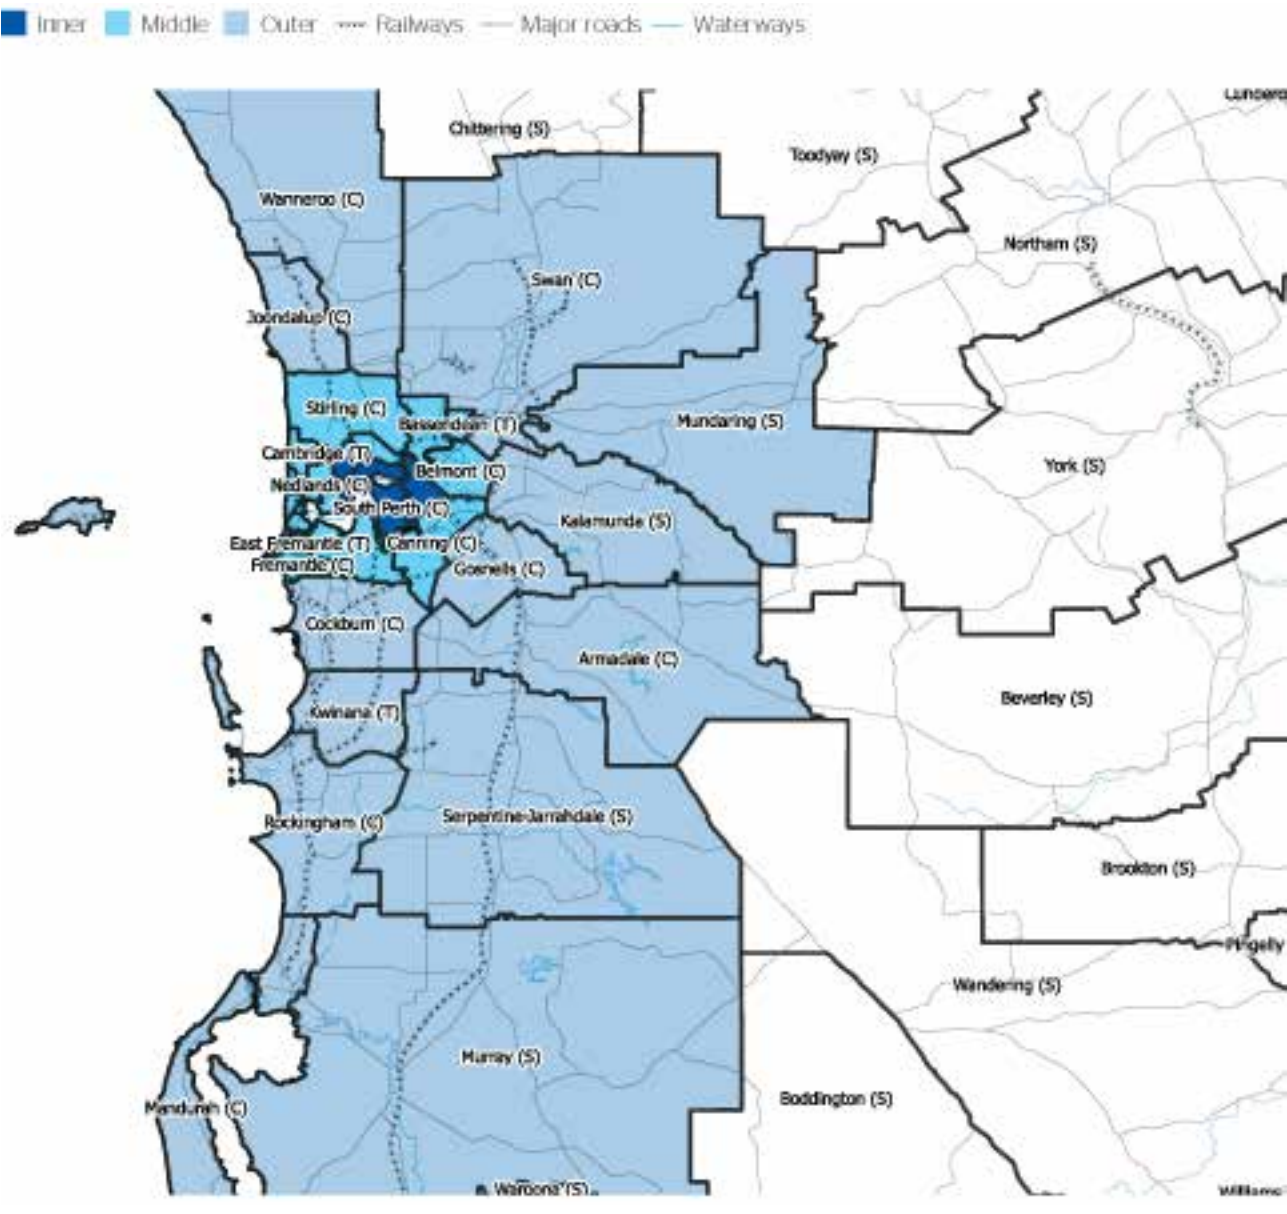 Inner Middle Outer Railways Major roads Waterways
Chittering (S)
Toodyay (S)
Wanneroo (C)
Northam (S)
Swan (C)
Joondalup (C)
Stirling (C)
Bassendean (T)
Mundaring (S)
Cambridge (T)
Belmont (C)
York (S)
Nedlands (C)
South Perth (C)
Kalamunda (S)
East Fremantle (T)
Canning (C)
Fremantle (C)
Gosnells (C)
Cockburn (C)
Armadale (C)
Beverley (S)
Kwinana (T)
Serpentine-Jarrahdale (S)
Rockingham (C)
Brookton (S)
Pingelly
Wandering (S)
Murray (S)
Boddington (S)
Mandurah (C)
Waroona (S)
Williams